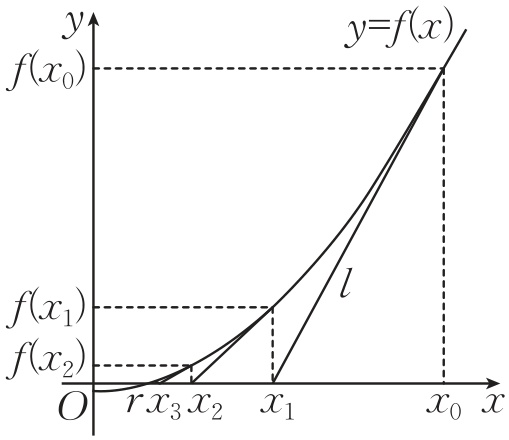 y
y=f(x)
f(x₀)
l
f(x₁)
f(x₂)
O r x₃ x₂ x₁ x₀ x